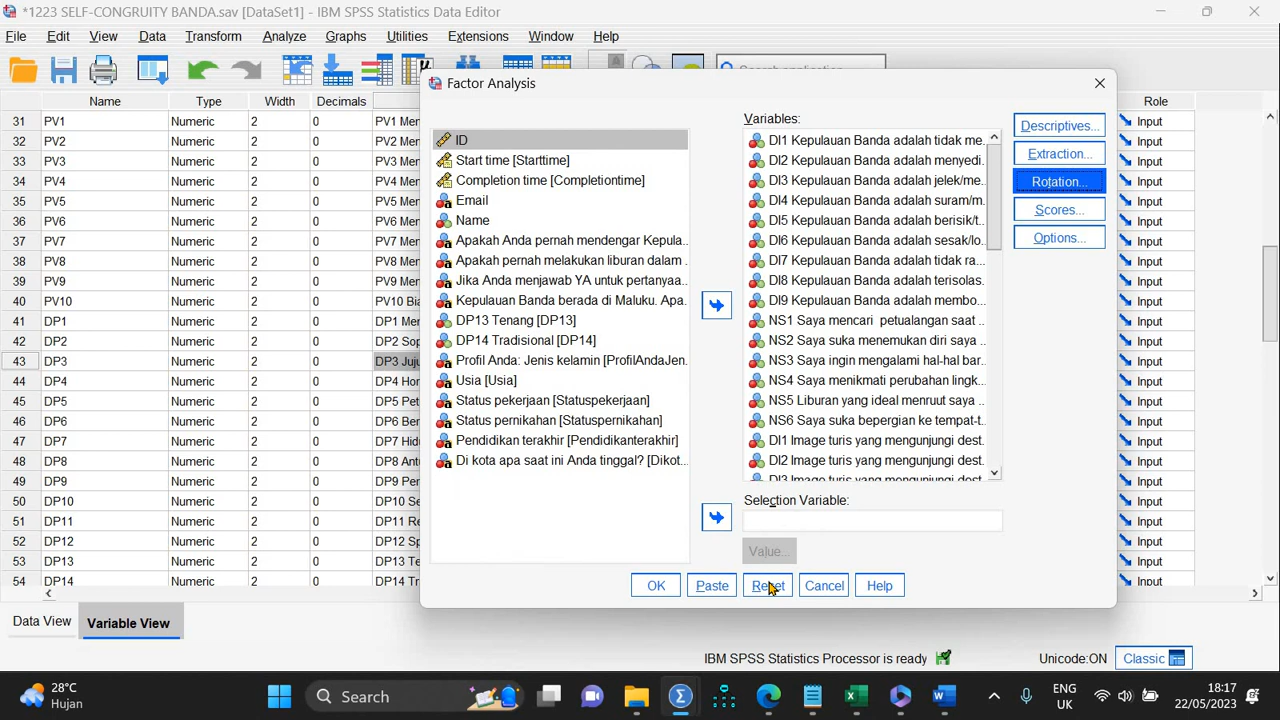 *1223 SELF-CONGRUITY BANDA.sav [DataSet1] - IBM SPSS Statistics Data Editor
File Edit View Data Transform Analyze Graphs Utilities Extensions Window Help
Search application
Name Type Width Decimals Role
31 PV1 Numeric 2 0 PV1 Men Input
32 PV2 Numeric 2 0 PV2 Men Input
33 PV3 Numeric 2 0 PV3 Men Input
34 PV4 Numeric 2 0 PV4 Men Input
35 PV5 Numeric 2 0 PV5 Men Input
36 PV6 Numeric 2 0 PV6 Men Input
37 PV7 Numeric 2 0 PV7 Men Input
38 PV8 Numeric 2 0 PV8 Men Input
39 PV9 Numeric 2 0 PV9 Men Input
40 PV10 Numeric 2 0 PV10 Bia Input
41 DP1 Numeric 2 0 DP1 Mer Input
42 DP2 Numeric 2 0 DP2 Sop Input
43 DP3 Numeric 2 0 DP3 Juju Input
44 DP4 Numeric 2 0 DP4 Hor Input
45 DP5 Numeric 2 0 DP5 Pet Input
46 DP6 Numeric 2 0 DP6 Ber Input
47 DP7 Numeric 2 0 DP7 Hidu Input
48 DP8 Numeric 2 0 DP8 Antu Input
49 DP9 Numeric 2 0 DP9 Per Input
50 DP10 Numeric 2 0 DP10 Se Input
51 DP11 Numeric 2 0 DP11 Re Input
52 DP12 Numeric 2 0 DP12 Sp Input
53 DP13 Numeric 2 0 DP13 Te Input
54 DP14 Numeric 2 0 DP14 Tr Input
Factor Analysis
ID
Start time [Starttime]
Completion time [Completiontime]
Email
Name
Apakah Anda pernah mendengar Kepula...
Apakah pernah melakukan liburan dalam ...
Jika Anda menjawab YA untuk pertanyaa...
Kepulauan Banda berada di Maluku. Apa...
DP13 Tenang [DP13]
DP14 Tradisional [DP14]
Profil Anda: Jenis kelamin [ProfilAndaJen...
Usia [Usia]
Status pekerjaan [Statuspekerjaan]
Status pernikahan [Statuspernikahan]
Pendidikan terakhir [Pendidikanterakhir]
Di kota apa saat ini Anda tinggal? [Dikot...
Variables:
DI1 Kepulauan Banda adalah tidak me...
DI2 Kepulauan Banda adalah menyedi...
DI3 Kepulauan Banda adalah jelek/me...
DI4 Kepulauan Banda adalah suram/m...
DI5 Kepulauan Banda adalah berisik/t...
DI6 Kepulauan Banda adalah sesak/lo...
DI7 Kepulauan Banda adalah tidak ra...
DI8 Kepulauan Banda adalah terisolas...
DI9 Kepulauan Banda adalah membo...
NS1 Saya mencari petualangan saat ...
NS2 Saya suka menemukan diri saya ...
NS3 Saya ingin mengalami hal-hal bar...
NS4 Saya menikmati perubahan lingk...
NS5 Liburan yang ideal menruut saya ...
NS6 Saya suka bepergian ke tempat-t...
DI1 Image turis yang mengunjungi dest...
DI2 Image turis yang mengunjungi dest...
DI3 Image turis yang mengunjungi dest...
Selection Variable:
Value...
Descriptives...
Extraction...
Rotation...
Scores...
Options...
OK Paste Reset Cancel Help
Data View Variable View
IBM SPSS Statistics Processor is ready Unicode:ON Classic
28°C
Hujan
Search
ENG
UK
18:17
22/05/2023